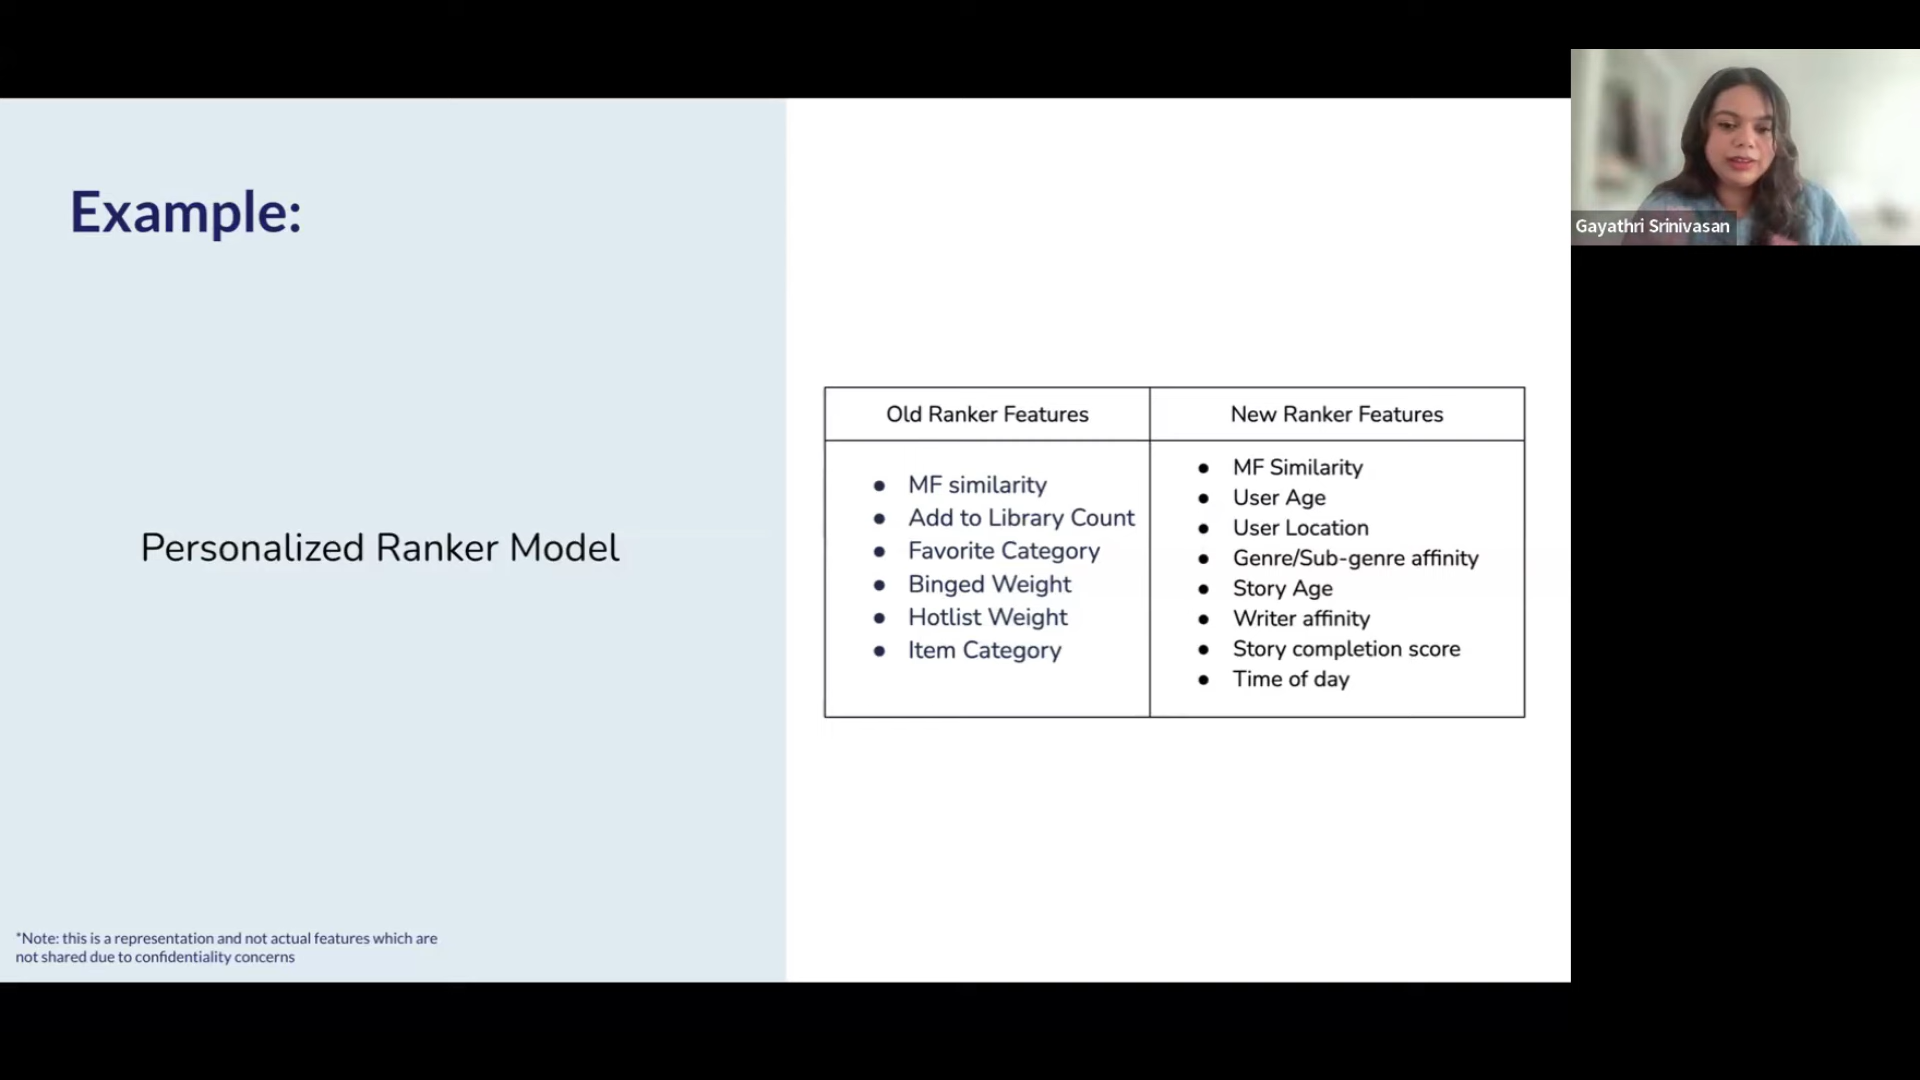 Example:
Personalized Ranker Model
*Note: this is a representation and not actual features which are
not shared due to confidentiality concerns
Old Ranker Features
● MF similarity
● Add to Library Count
● Favorite Category
● Binged Weight
● Hotlist Weight
● Item Category
New Ranker Features
● MF Similarity
● User Age
● User Location
● Genre/Sub-genre affinity
● Story Age
● Writer affinity
● Story completion score
● Time of day
Gayathri Srinivasan